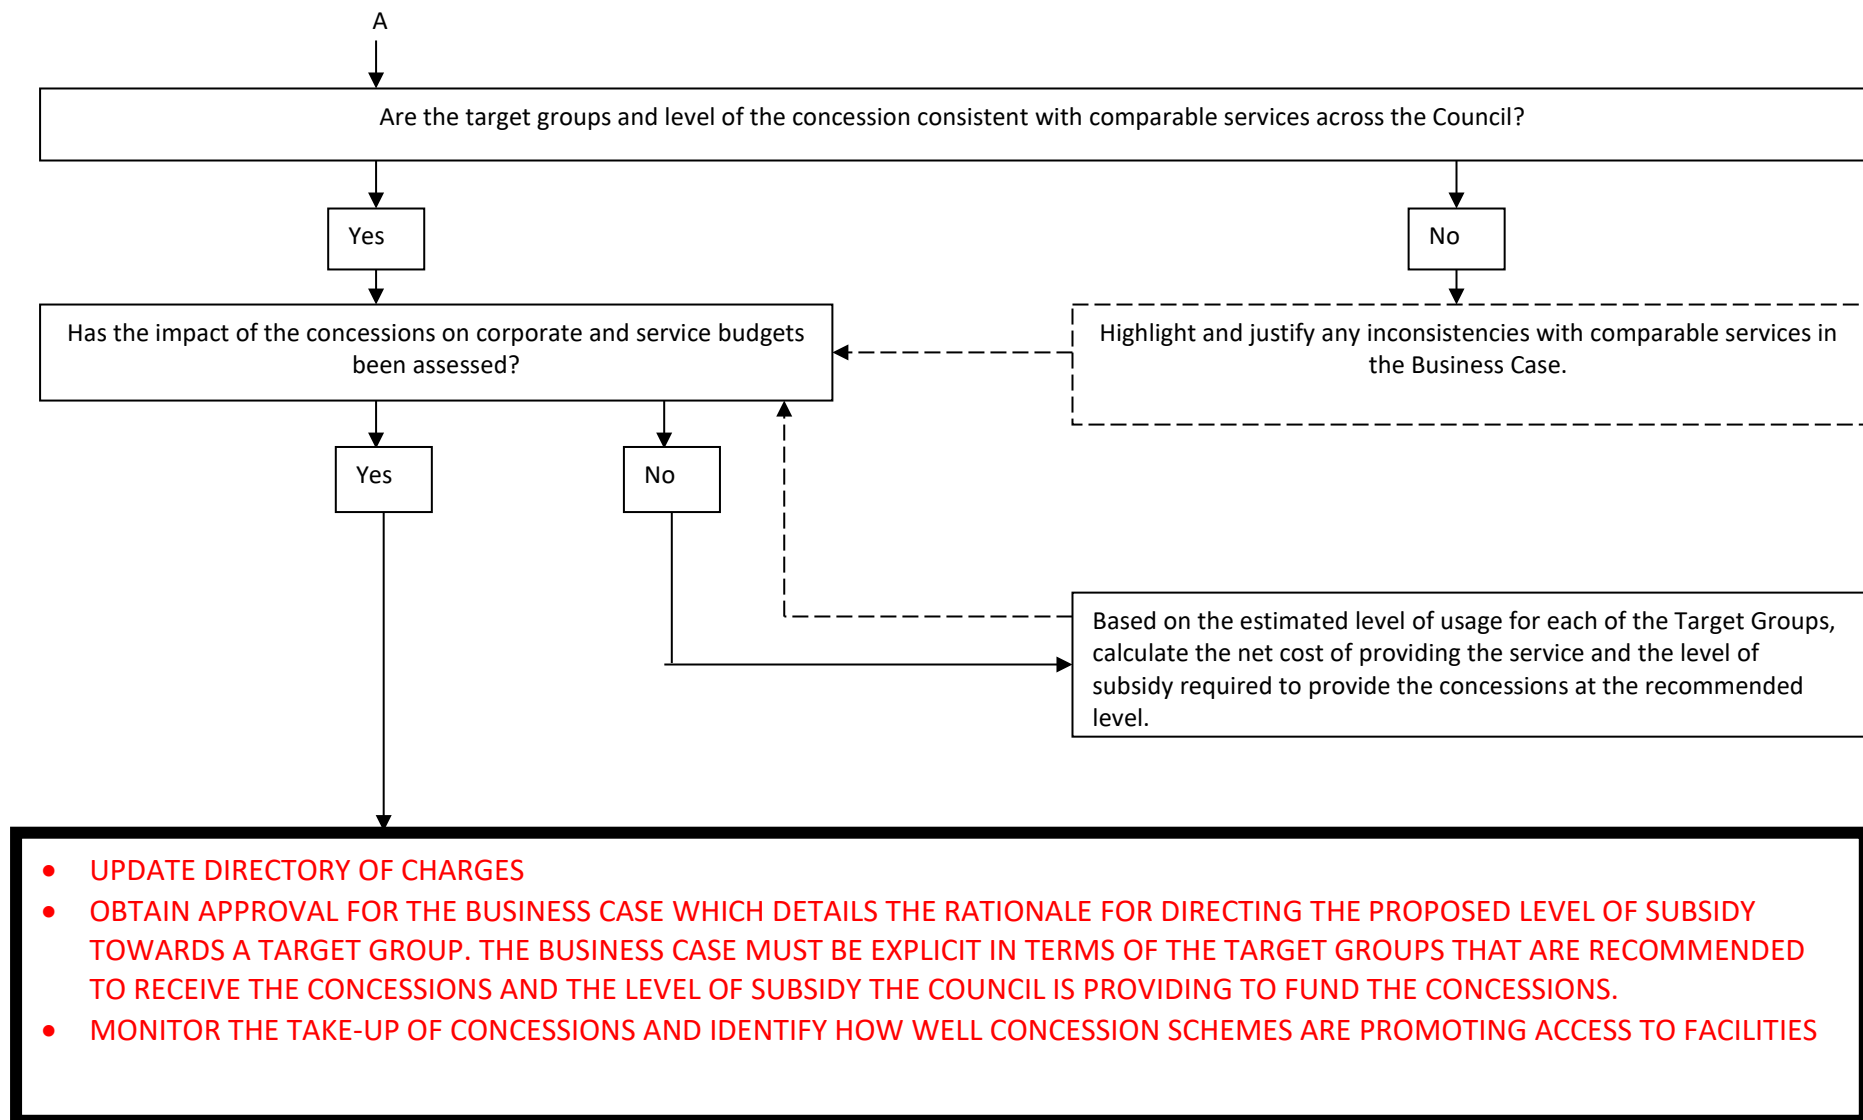 A
Are the target groups and level of the concession consistent with comparable services across the Council?
Yes
No
Has the impact of the concessions on corporate and service budgets
been assessed?
Highlight and justify any inconsistencies with comparable services in
the Business Case.
Yes
No
Based on the estimated level of usage for each of the Target Groups,
calculate the net cost of providing the service and the level of
subsidy required to provide the concessions at the recommended
level.
• UPDATE DIRECTORY OF CHARGES
• OBTAIN APPROVAL FOR THE BUSINESS CASE WHICH DETAILS THE RATIONALE FOR DIRECTING THE PROPOSED LEVEL OF SUBSIDY
TOWARDS A TARGET GROUP. THE BUSINESS CASE MUST BE EXPLICIT IN TERMS OF THE TARGET GROUPS THAT ARE RECOMMENDED
TO RECEIVE THE CONCESSIONS AND THE LEVEL OF SUBSIDY THE COUNCIL IS PROVIDING TO FUND THE CONCESSIONS.
• MONITOR THE TAKE-UP OF CONCESSIONS AND IDENTIFY HOW WELL CONCESSION SCHEMES ARE PROMOTING ACCESS TO FACILITIES